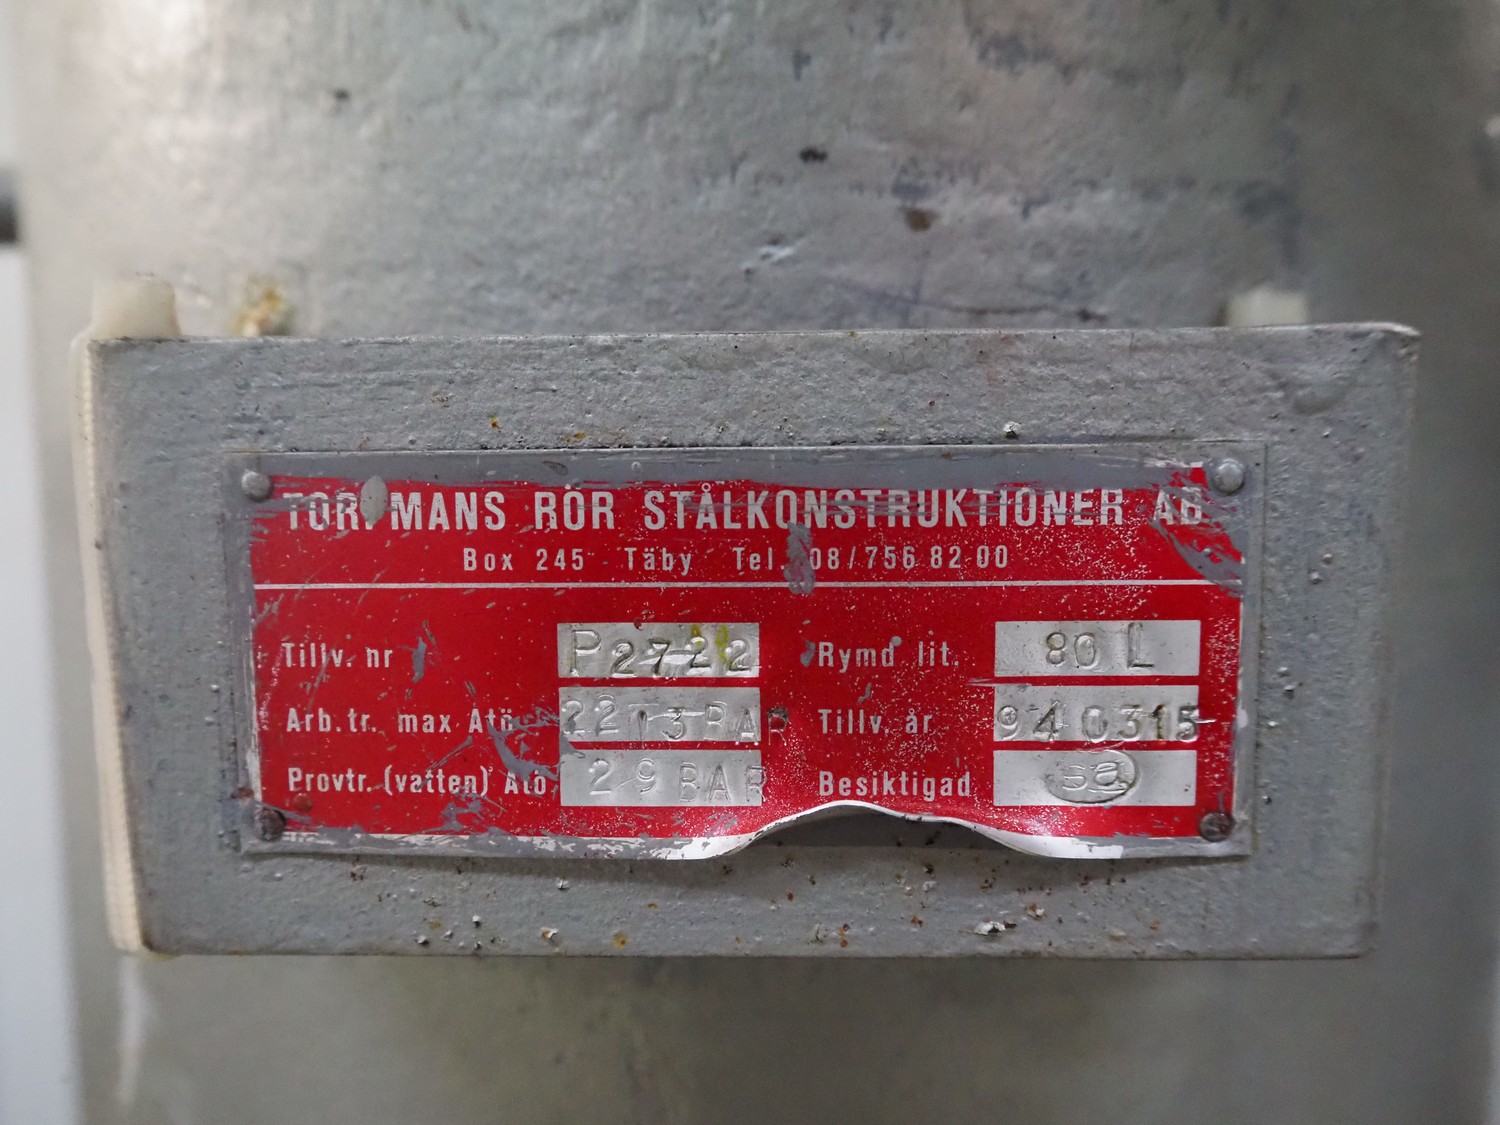 MANS RÖR STÅLKONSTRUKTIONER AB
Box 245 Täby Tel. 08/756 82 00
Tillv. nr P2722 Rymd lit. 80 L
Arb.tr. max Atö BAR Tillv. år 940315
Provtr. (vatten) Atö 29 BAR Besiktigad